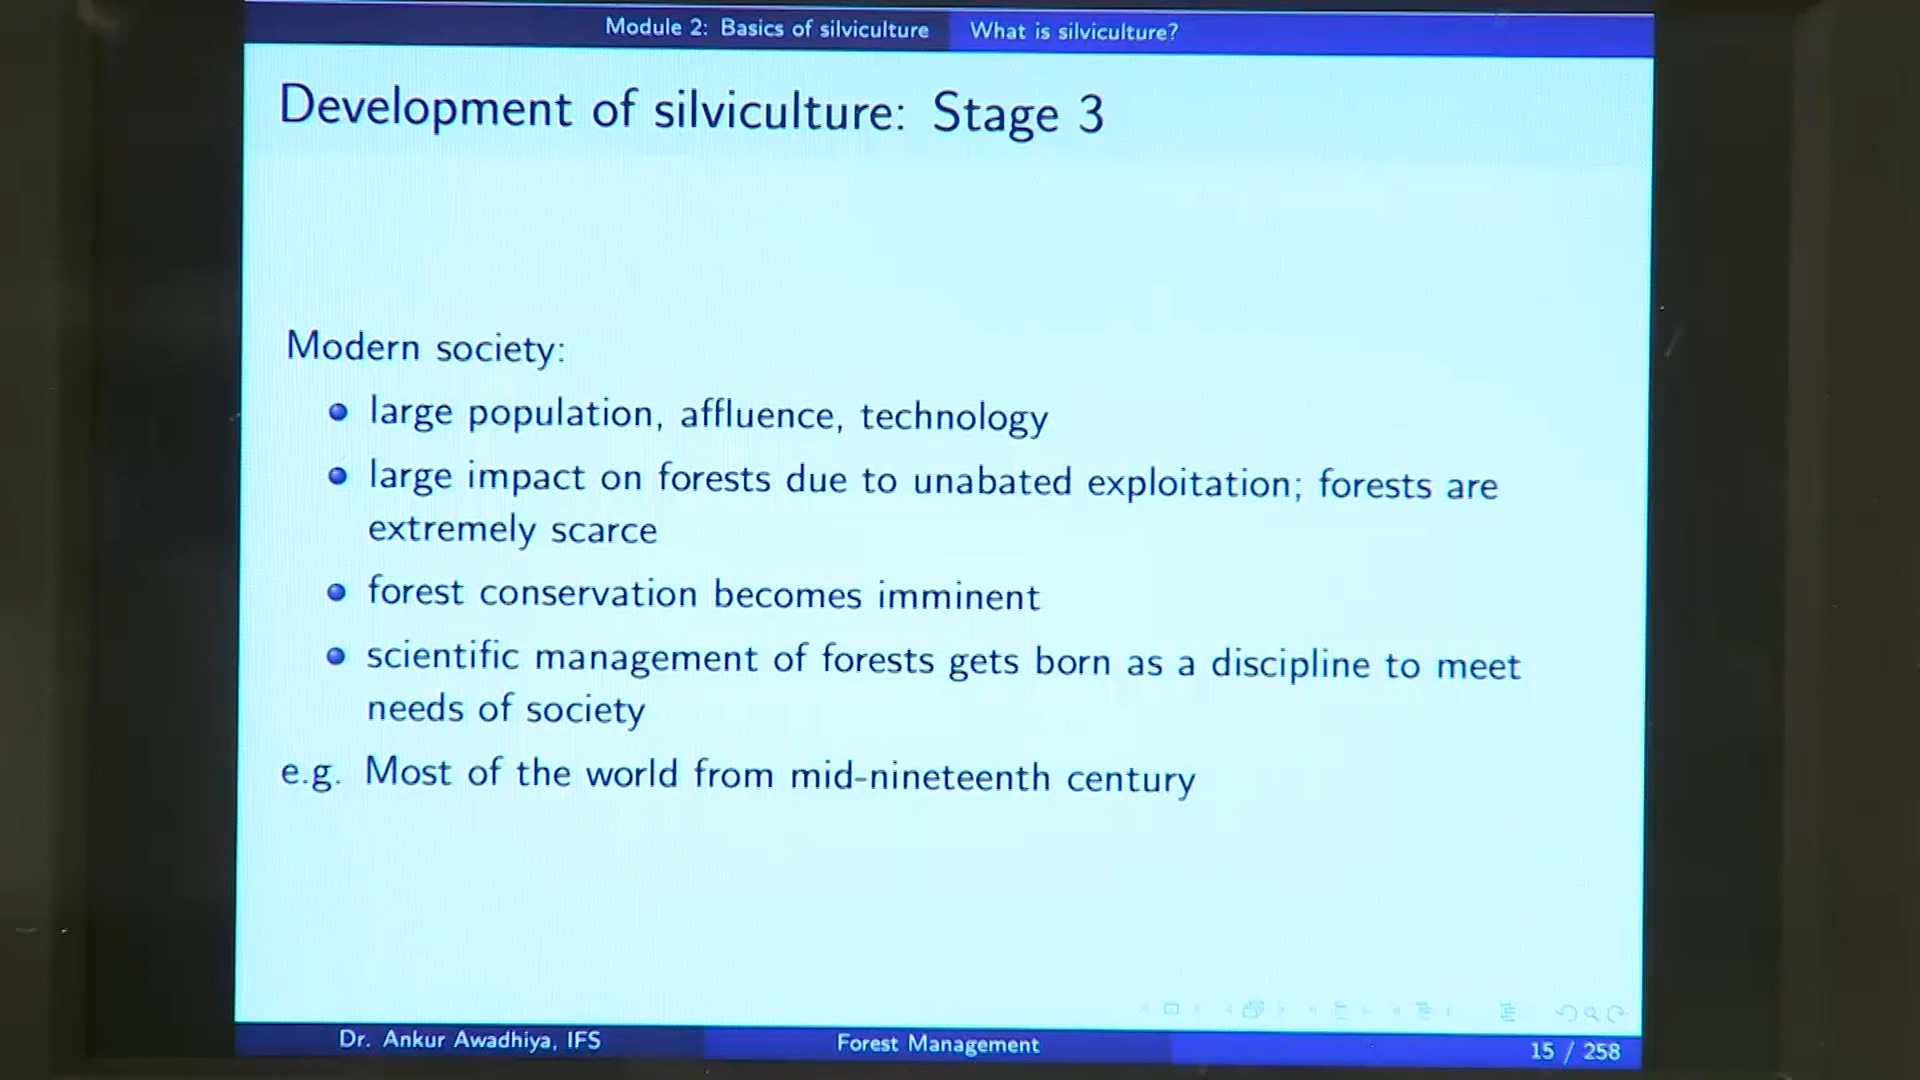 Module 2: Basics of silviculture What is silviculture?
Development of silviculture: Stage 3
Modern society:
large population, affluence, technology
large impact on forests due to unabated exploitation; forests are
extremely scarce
forest conservation becomes imminent
scientific management of forests gets born as a discipline to meet
needs of society
e.g. Most of the world from mid-nineteenth century
Dr. Ankur Awadhiya, IFS Forest Management 15 / 258